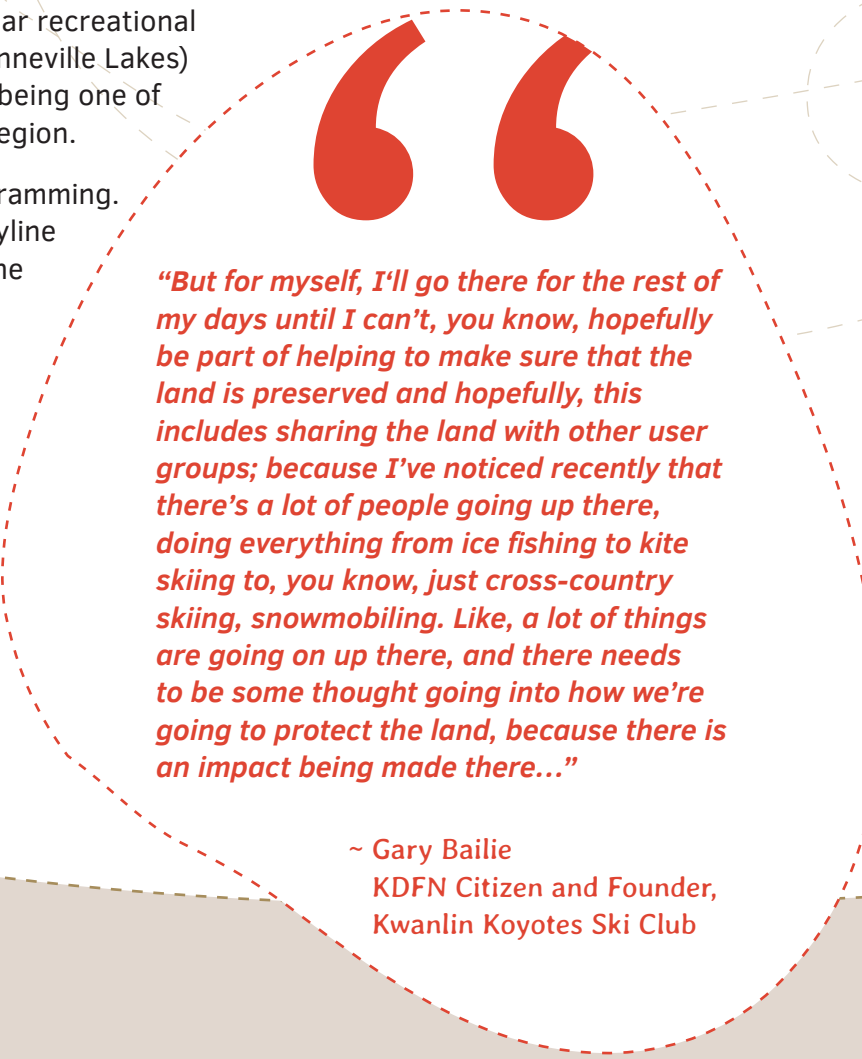 ar recreational
nneville Lakes)
being one of
egion.
ramming.
yline
ne
“But for myself, I‘ll go there for the rest of
my days until I can’t, you know, hopefully
be part of helping to make sure that the
land is preserved and hopefully, this
includes sharing the land with other user
groups; because I’ve noticed recently that
there’s a lot of people going up there,
doing everything from ice fishing to kite
skiing to, you know, just cross-country
skiing, snowmobiling. Like, a lot of things
are going on up there, and there needs
to be some thought going into how we’re
going to protect the land, because there is
an impact being made there...”
~ Gary Bailie
KDFN Citizen and Founder,
Kwanlin Koyotes Ski Club